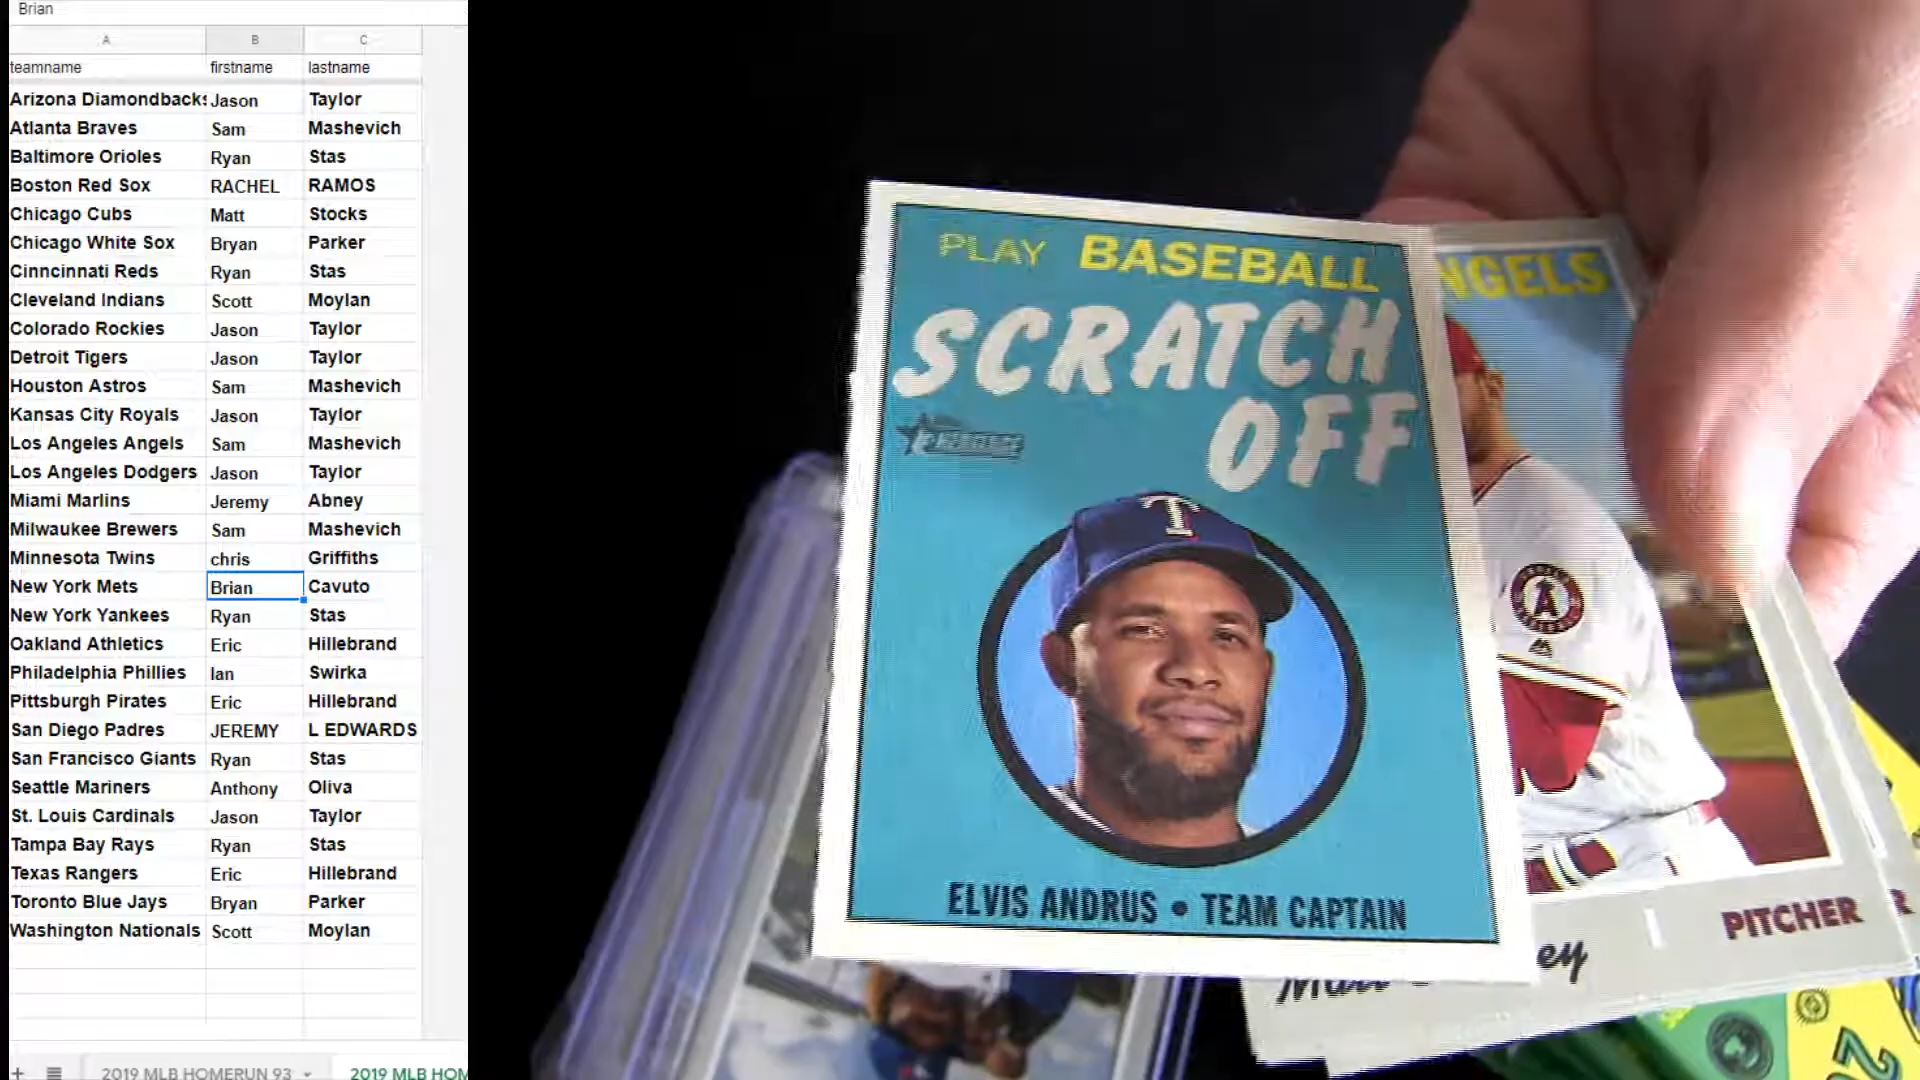 Brian
A B C
teamname firstname lastname
Arizona Diamondbacks Jason Taylor
Atlanta Braves Sam Mashevich
Baltimore Orioles Ryan Stas
Boston Red Sox RACHEL RAMOS
Chicago Cubs Matt Stocks
Chicago White Sox Bryan Parker
Cinncinnati Reds Ryan Stas
Cleveland Indians Scott Moylan
Colorado Rockies Jason Taylor
Detroit Tigers Jason Taylor
Houston Astros Sam Mashevich
Kansas City Royals Jason Taylor
Los Angeles Angels Sam Mashevich
Los Angeles Dodgers Jason Taylor
Miami Marlins Jeremy Abney
Milwaukee Brewers Sam Mashevich
Minnesota Twins chris Griffiths
New York Mets Brian Cavuto
New York Yankees Ryan Stas
Oakland Athletics Eric Hillebrand
Philadelphia Phillies Ian Swirka
Pittsburgh Pirates Eric Hillebrand
San Diego Padres JEREMY L EDWARDS
San Francisco Giants Ryan Stas
Seattle Mariners Anthony Oliva
St. Louis Cardinals Jason Taylor
Tampa Bay Rays Ryan Stas
Texas Rangers Eric Hillebrand
Toronto Blue Jays Bryan Parker
Washington Nationals Scott Moylan
2019 MLB HOMERUN 93 2019 MLB HOM
PLAY BASEBALL
SCRATCH
OFF
HERITAGE
T
ELVIS ANDRUS • TEAM CAPTAIN
NGELS
A
ey
PITCHER
R